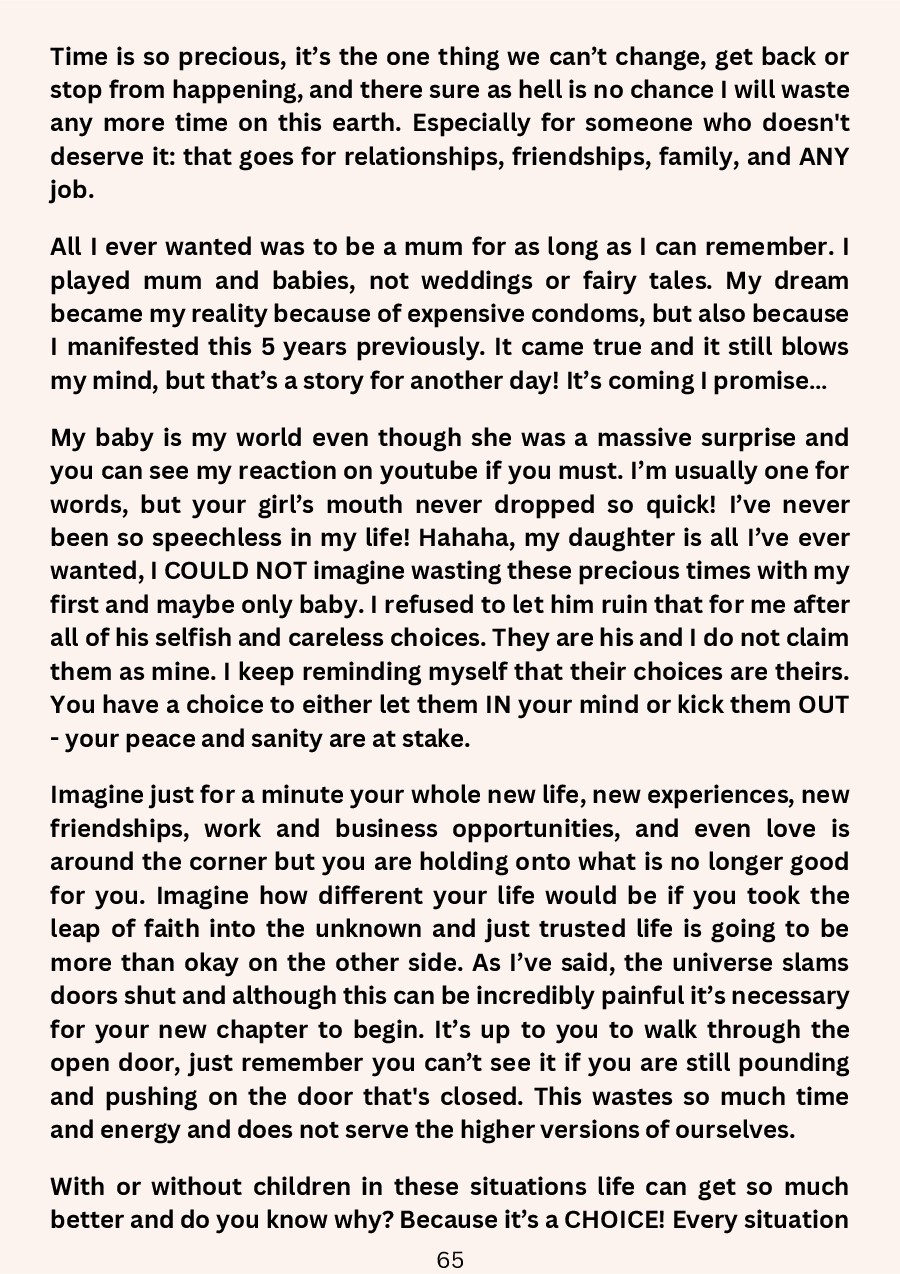 Time is so precious, it’s the one thing we can’t change, get back or
stop from happening, and there sure as hell is no chance I will waste
any more time on this earth. Especially for someone who doesn't
deserve it: that goes for relationships, friendships, family, and ANY
job.
All I ever wanted was to be a mum for as long as I can remember. I
played mum and babies, not weddings or fairy tales. My dream
became my reality because of expensive condoms, but also because
I manifested this 5 years previously. It came true and it still blows
my mind, but that’s a story for another day! It’s coming I promise...
My baby is my world even though she was a massive surprise and
you can see my reaction on youtube if you must. I’m usually one for
words, but your girl’s mouth never dropped so quick! I’ve never
been so speechless in my life! Hahaha, my daughter is all I’ve ever
wanted, I COULD NOT imagine wasting these precious times with my
first and maybe only baby. I refused to let him ruin that for me after
all of his selfish and careless choices. They are his and I do not claim
them as mine. I keep reminding myself that their choices are theirs.
You have a choice to either let them IN your mind or kick them OUT
- your peace and sanity are at stake.
Imagine just for a minute your whole new life, new experiences, new
friendships, work and business opportunities, and even love is
around the corner but you are holding onto what is no longer good
for you. Imagine how different your life would be if you took the
leap of faith into the unknown and just trusted life is going to be
more than okay on the other side. As I’ve said, the universe slams
doors shut and although this can be incredibly painful it’s necessary
for your new chapter to begin. It’s up to you to walk through the
open door, just remember you can’t see it if you are still pounding
and pushing on the door that's closed. This wastes so much time
and energy and does not serve the higher versions of ourselves.
With or without children in these situations life can get so much
better and do you know why? Because it’s a CHOICE! Every situation
65